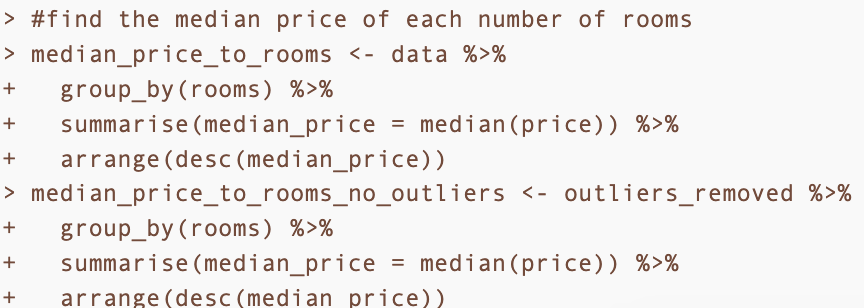 > #find the median price of each number of rooms
> median_price_to_rooms <- data %>%
+   group_by(rooms) %>%
+   summarise(median_price = median(price)) %>%
+   arrange(desc(median_price))
> median_price_to_rooms_no_outliers <- outliers_removed %>%
+   group_by(rooms) %>%
+   summarise(median_price = median(price)) %>%
+   arrange(desc(median_price))